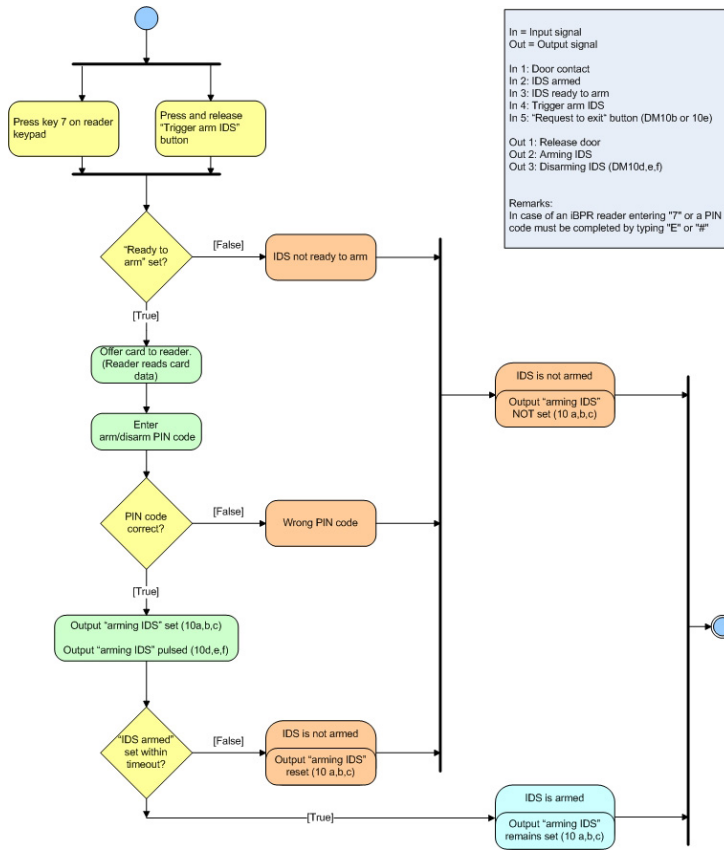 In = Input signal
Out = Output signal
In 1: Door contact
In 2: IDS armed
In 3: IDS ready to arm
In 4: Trigger arm IDS
In 5: "Request to exit" button (DM10b or 10e)
Out 1: Release door
Out 2: Arming IDS
Out 3: Disarming IDS (DM10d,e,f)
Remarks:
In case of an iBPR reader entering "7" or a PIN
code must be completed by typing "E" or "#"
Press key 7 on reader
keypad
Press and release
"Trigger arm IDS"
button
"Ready to
arm" set?
[False]
IDS not ready to arm
[True]
Offer card to reader.
(Reader reads card
data)
IDS is not armed
Output "arming IDS"
NOT set (10 a,b,c)
Enter
arm/disarm PIN code
PIN code
correct?
[False]
Wrong PIN code
[True]
Output "arming IDS" set (10a,b,c)
Output "arming IDS" pulsed (10d,e,f)
"IDS armed"
set within
timeout?
[False]
IDS is not armed
Output "arming IDS"
reset (10 a,b,c)
[True]
IDS is armed
Output "arming IDS"
remains set (10 a,b,c)